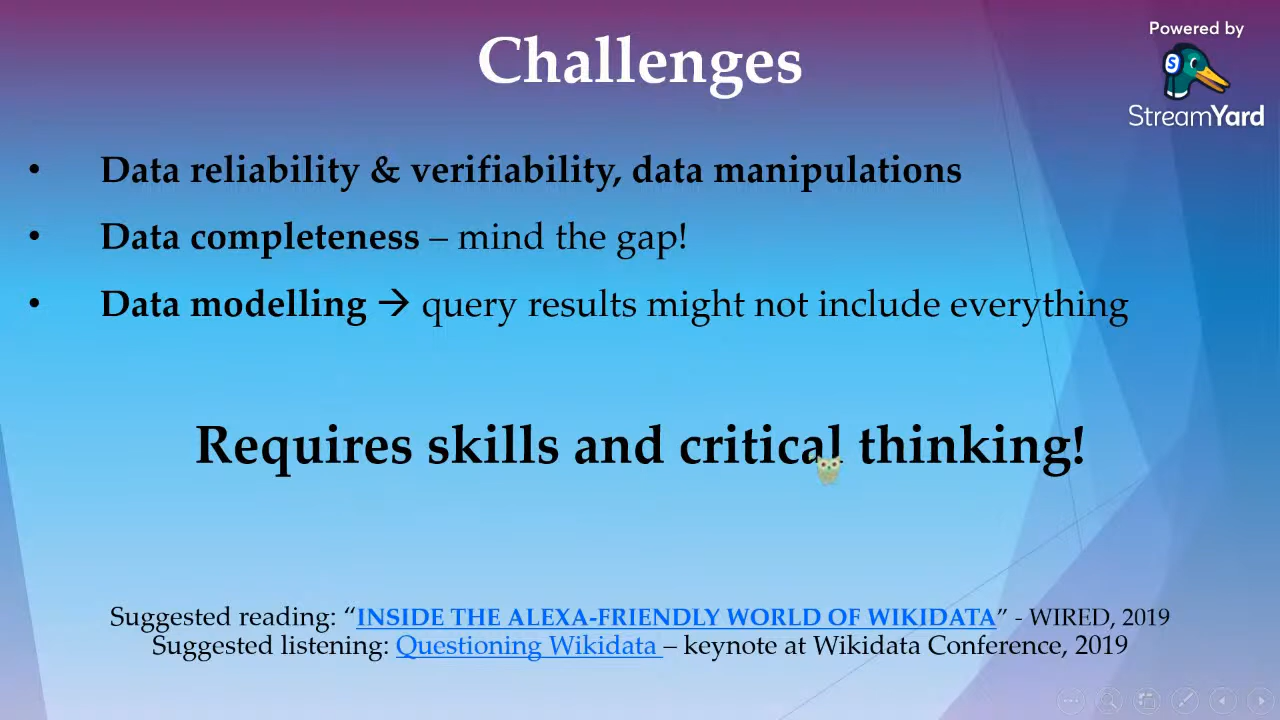 Challenges
Powered by
S
StreamYard
• Data reliability & verifiability, data manipulations
• Data completeness – mind the gap!
• Data modelling → query results might not include everything
Requires skills and critical thinking!
Suggested reading: “INSIDE THE ALEXA-FRIENDLY WORLD OF WIKIDATA” - WIRED, 2019
Suggested listening: Questioning Wikidata – keynote at Wikidata Conference, 2019